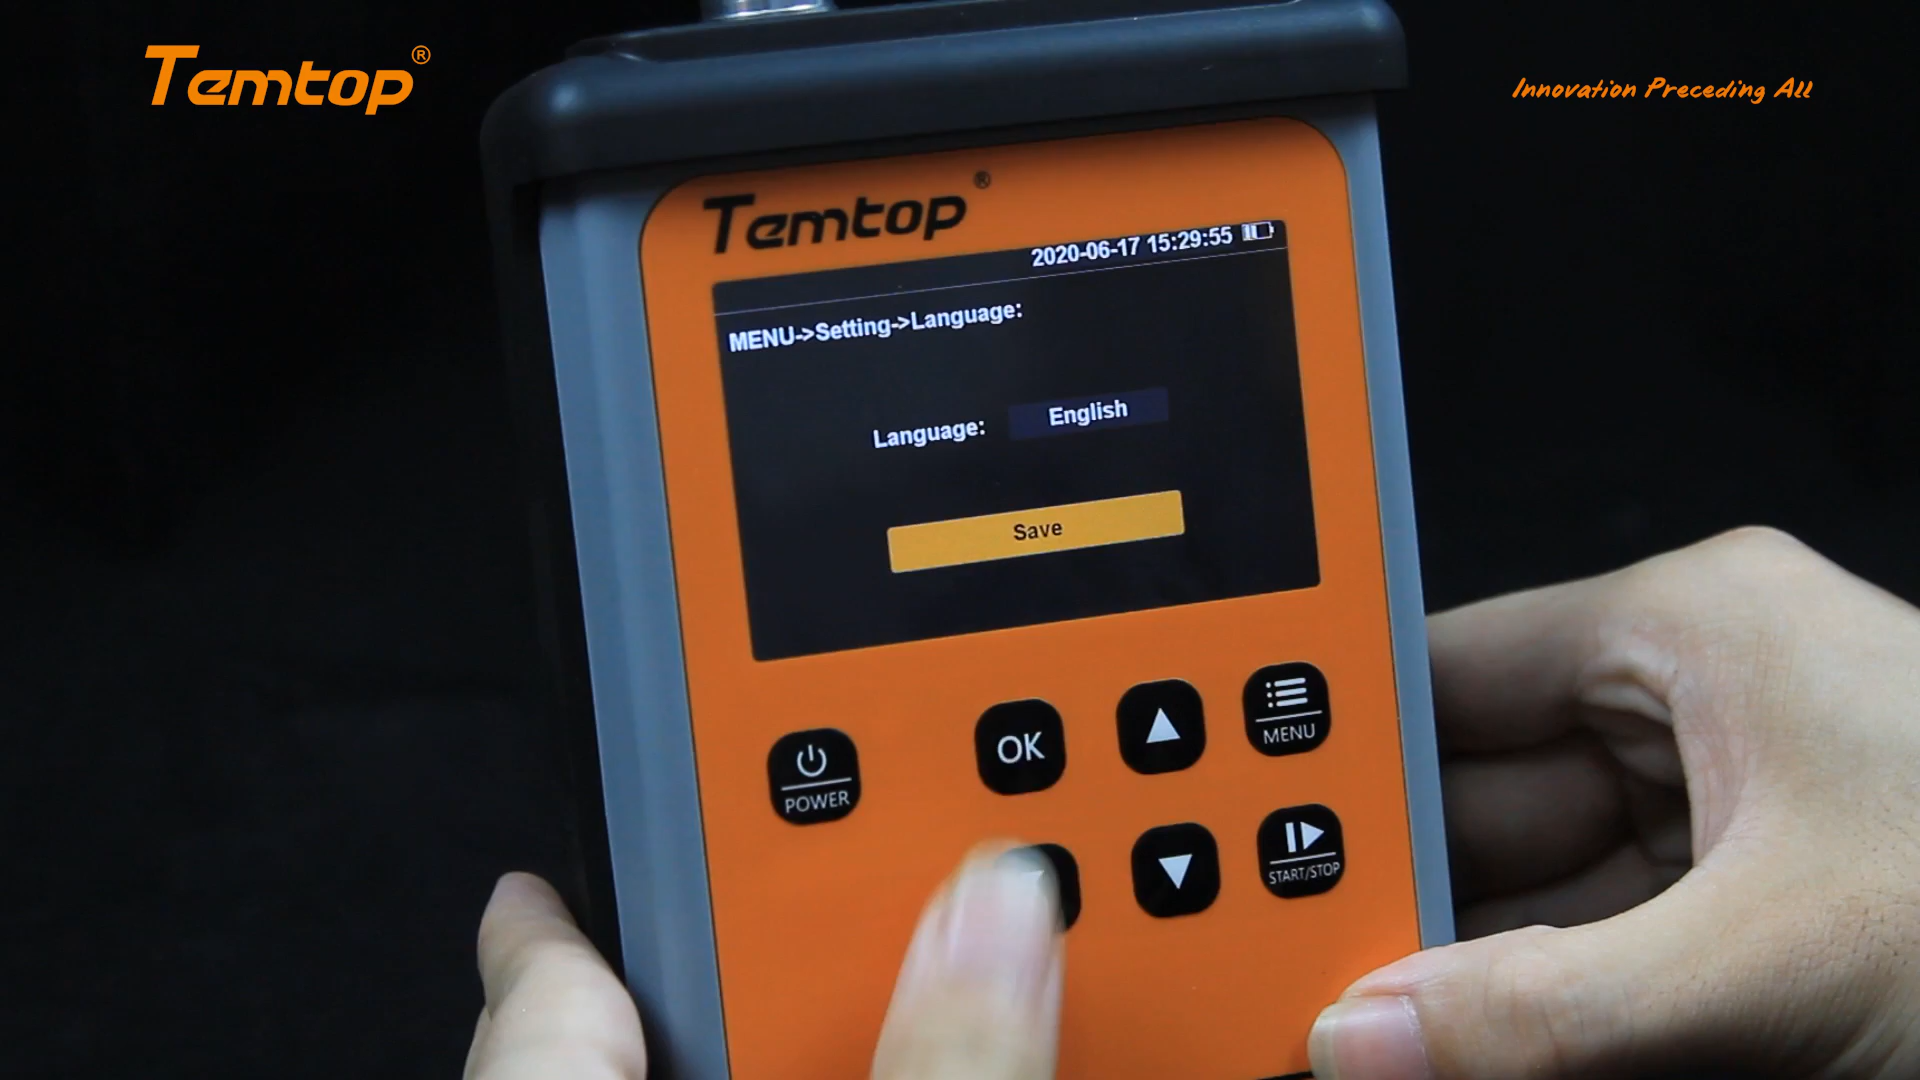 Temtop®
Innovation Preceding All
Temtop®
2020-06-17 15:29:55
MENU->Setting->Language:
Language: English
Save
POWER
OK
MENU
START/STOP